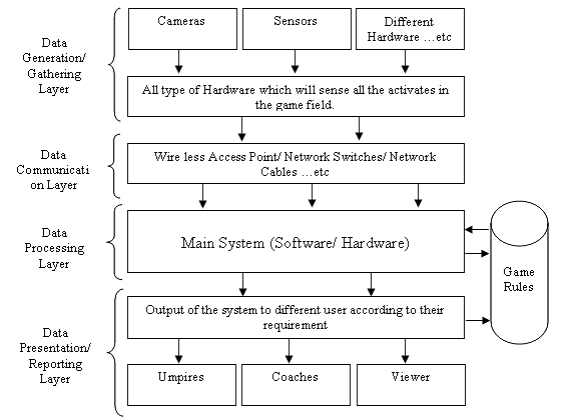 Data
Generation/
Gathering
Layer
Cameras
Sensors
Different
Hardware ...etc
All type of Hardware which will sense all the activates in
the game field.
Data
Communicati
on Layer
Wire less Access Point/ Network Switches/ Network
Cables ...etc
Data
Processing
Layer
Main System (Software/ Hardware)
Game
Rules
Data
Presentation/
Reporting
Layer
Output of the system to different user according to their
requirement
Umpires
Coaches
Viewer